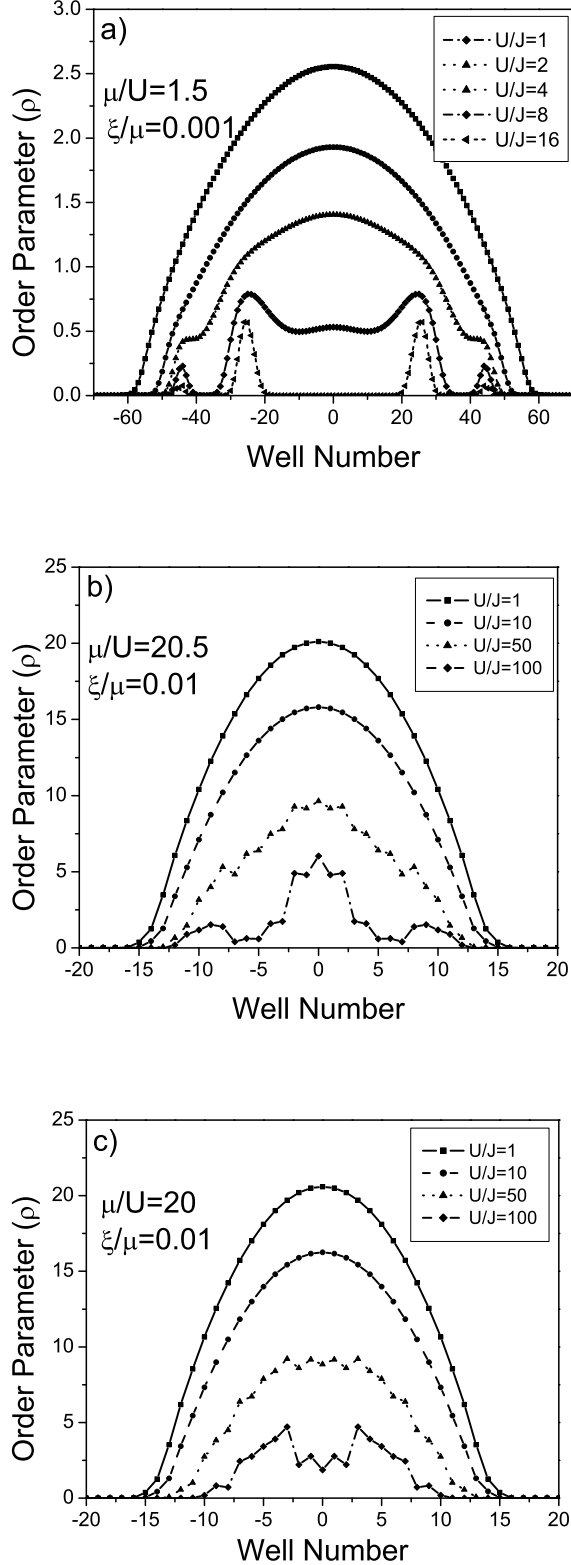 a)
μ/U=1.5
ξ/μ=0.001
U/J=1
U/J=2
U/J=4
U/J=8
U/J=16
Order Parameter (ρ)
3.0
2.5
2.0
1.5
1.0
0.5
0.0
-60 -40 -20 0 20 40 60
Well Number
b)
μ/U=20.5
ξ/μ=0.01
U/J=1
U/J=10
U/J=50
U/J=100
Order Parameter (ρ)
25
20
15
10
5
0
-20 -15 -10 -5 0 5 10 15 20
Well Number
c)
μ/U=20
ξ/μ=0.01
U/J=1
U/J=10
U/J=50
U/J=100
Order Parameter (ρ)
25
20
15
10
5
0
-20 -15 -10 -5 0 5 10 15 20
Well Number